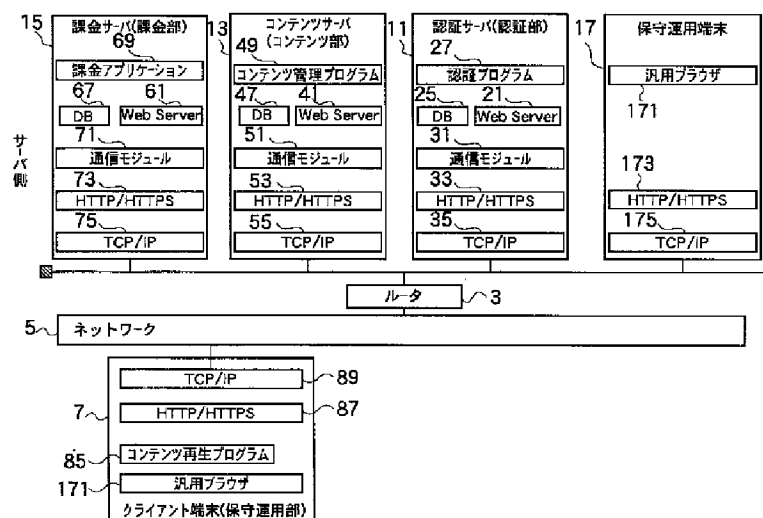 15
課金サーバ(課金部)
69
課金アプリケーション
67
61
DB
Web Server
71
通信モジュール
73
HTTP/HTTPS
75
TCP/IP
13
コンテンツサーバ
(コンテンツ部)
49
コンテンツ管理プログラム
47
41
DB
Web Server
51
通信モジュール
53
HTTP/HTTPS
55
TCP/IP
11
認証サーバ(認証部)
27
認証プログラム
25
21
DB
Web Server
31
通信モジュール
33
HTTP/HTTPS
35
TCP/IP
17
保守運用端末
汎用ブラウザ
171
173
HTTP/HTTPS
175
TCP/IP
サーバ側
ルータ
3
5
ネットワーク
7
TCP/IP
89
HTTP/HTTPS
87
85
コンテンツ再生プログラム
171
汎用ブラウザ
クライアント端末(保守運用部)